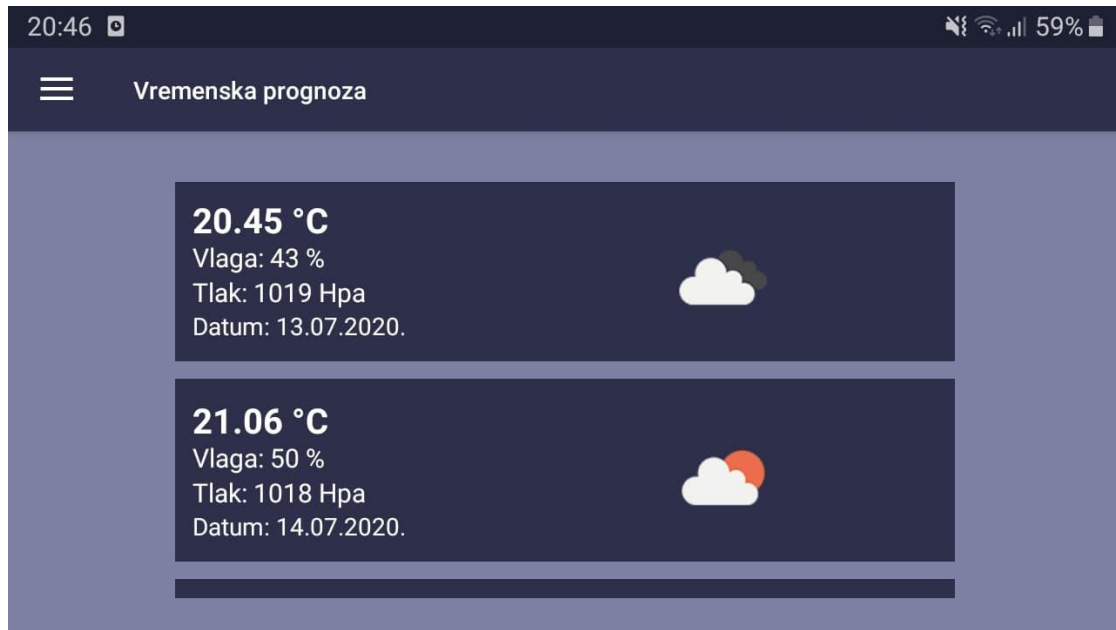 20:46 59%
Vremenska prognoza
20.45 °C
Vlaga: 43 %
Tlak: 1019 Hpa
Datum: 13.07.2020.
21.06 °C
Vlaga: 50 %
Tlak: 1018 Hpa
Datum: 14.07.2020.